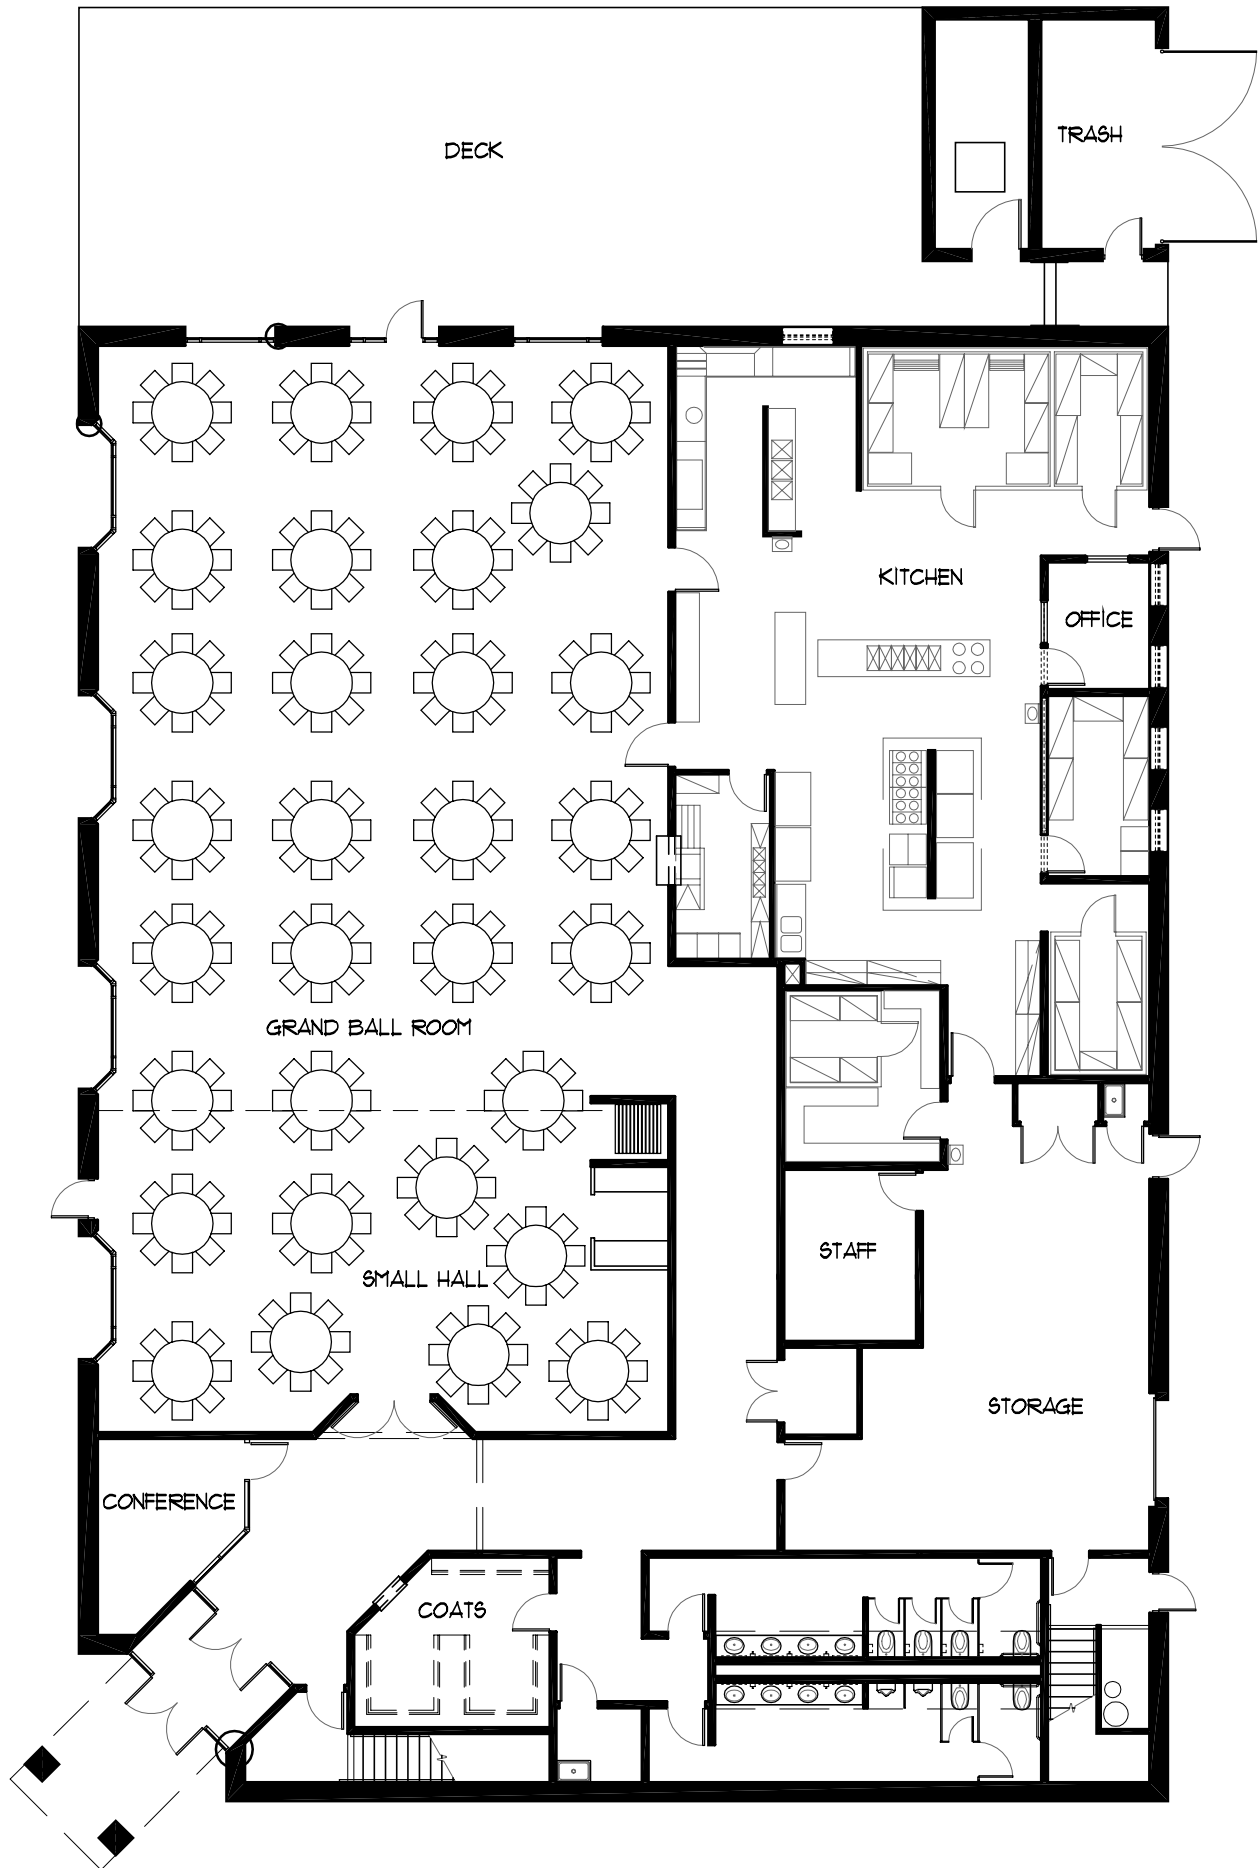 DECK
TRASH
KITCHEN
OFFICE
GRAND BALL ROOM
STAFF
SMALL HALL
STORAGE
CONFERENCE
COATS